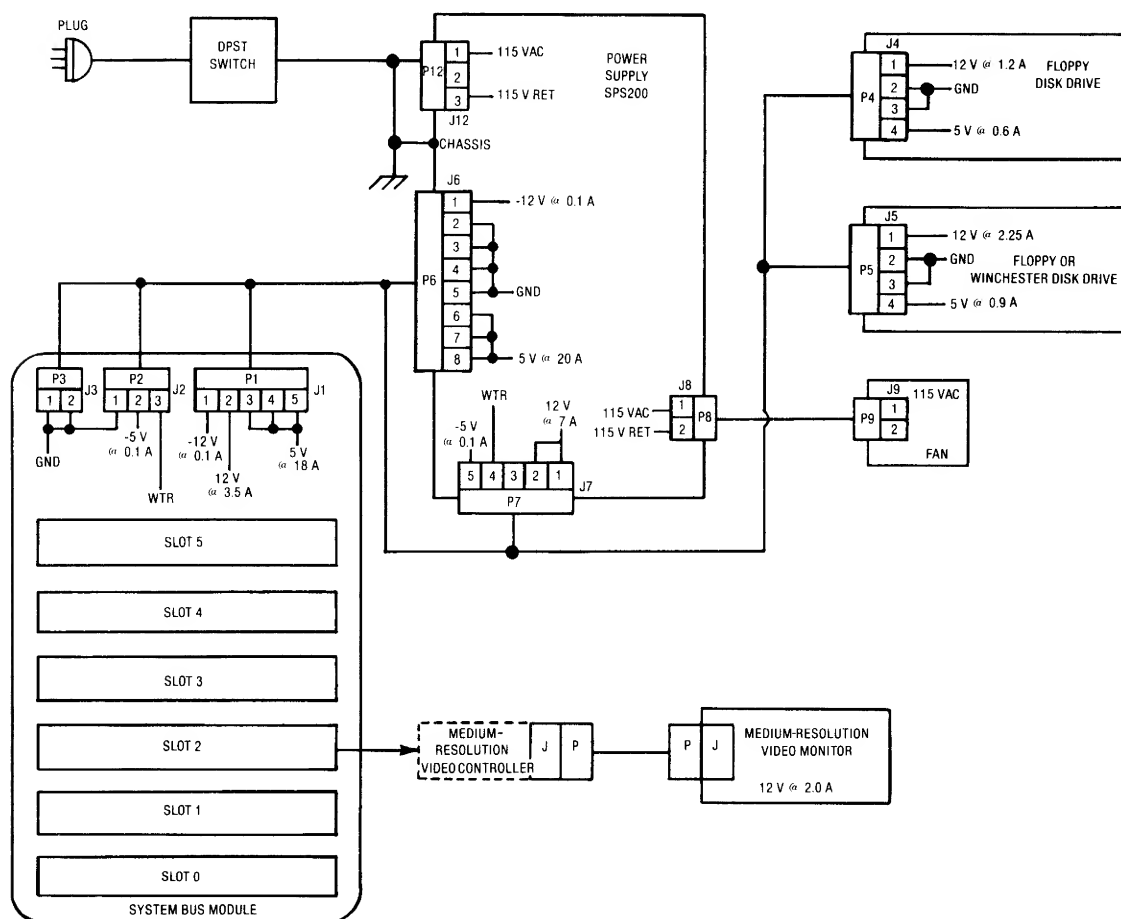 PLUG
DPST
SWITCH
P12
1
2
3
J12
115 VAC
115 V RET
POWER
SUPPLY
SPS200
CHASSIS
J6
P6
1
2
3
4
5
6
7
8
-12 V @ 0.1 A
GND
5 V @ 20 A
J4
P4
1
2
3
4
12 V @ 1.2 A
GND
5 V @ 0.6 A
FLOPPY
DISK DRIVE
J5
P5
1
2
3
4
12 V @ 2.25 A
GND
5 V @ 0.9 A
FLOPPY OR
WINCHESTER DISK DRIVE
J8
115 VAC
115 V RET
1
2
P8
J9
P9
1
2
115 VAC
FAN
WTR
-5 V
@ 0.1 A
12 V
@ 7 A
5 4 3 2 1
J7
P7
P3
1 2
J3
GND
P2
1 2 3
J2
-5 V
@ 0.1 A
WTR
P1
1 2 3 4 5
J1
-12 V
@ 0.1 A
12 V
@ 3.5 A
5 V
@ 18 A
SLOT 5
SLOT 4
SLOT 3
SLOT 2
SLOT 1
SLOT 0
SYSTEM BUS MODULE
MEDIUM-
RESOLUTION
VIDEO CONTROLLER
J P
P J
MEDIUM-RESOLUTION
VIDEO MONITOR
12 V @ 2.0 A